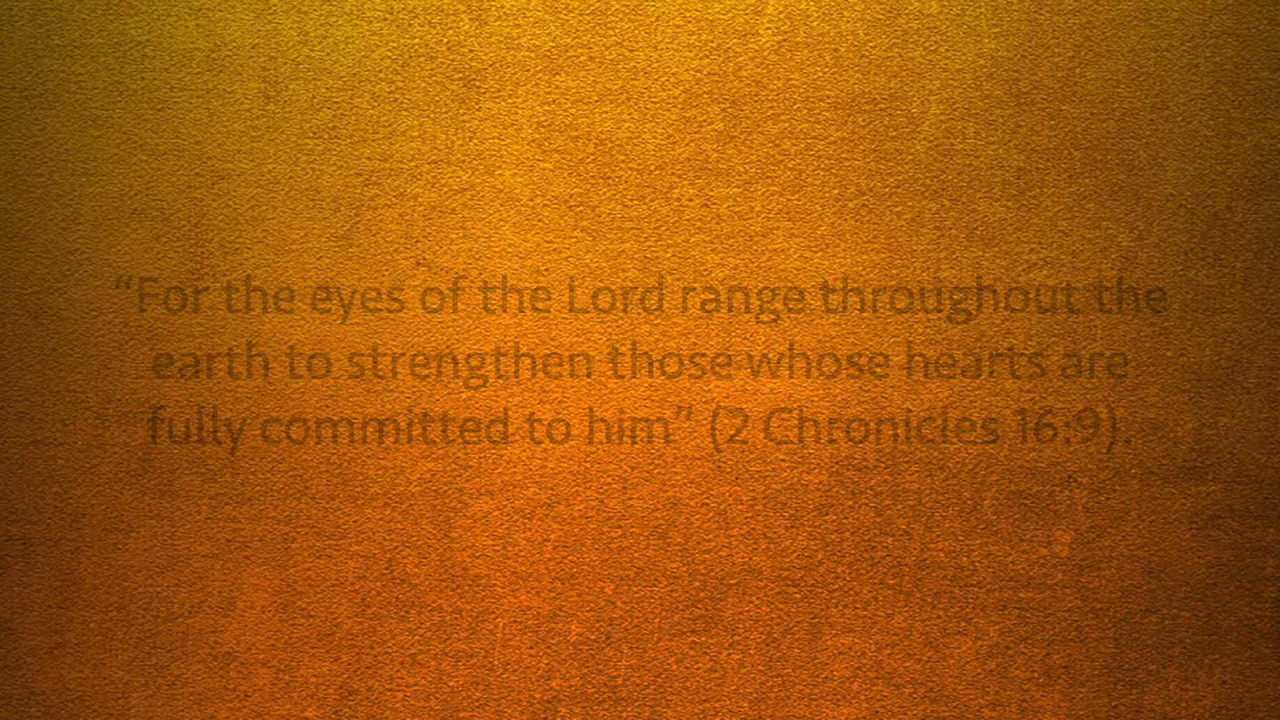 “For the eyes of the Lord range throughout the
earth to strengthen those whose hearts are
fully committed to him” (2 Chronicles 16:9).